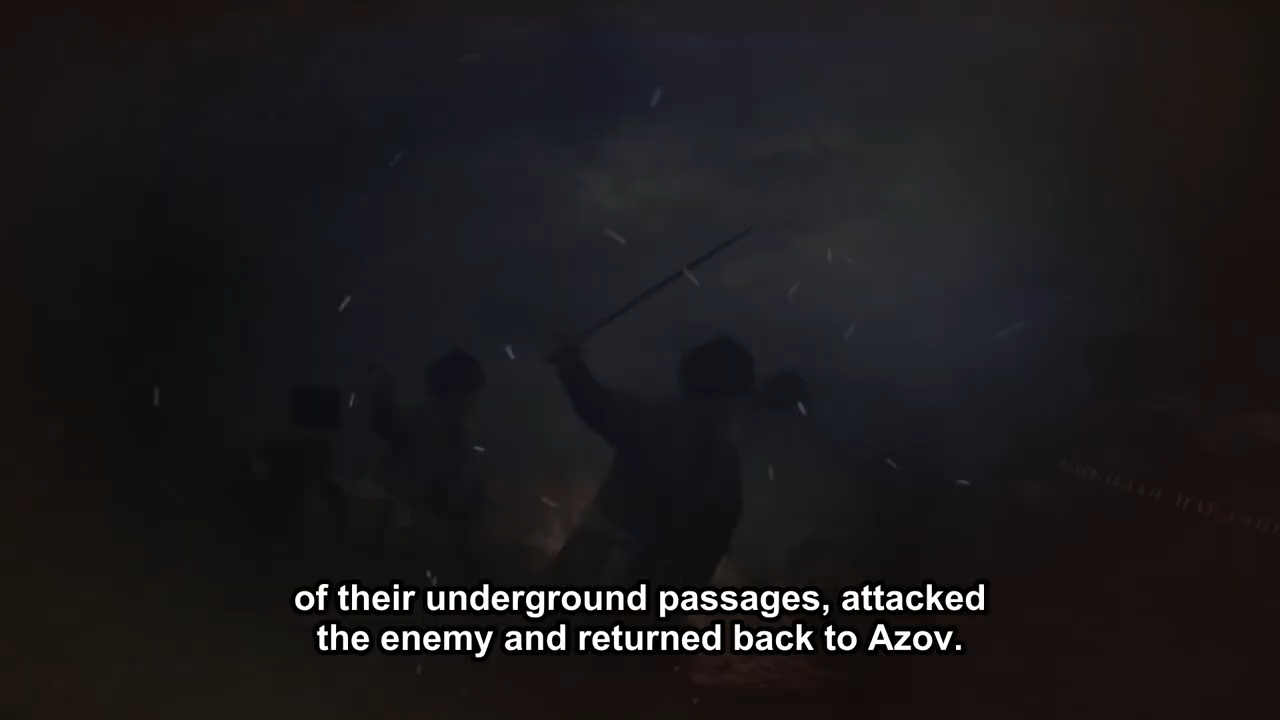 of their underground passages, attacked
the enemy and returned back to Azov.